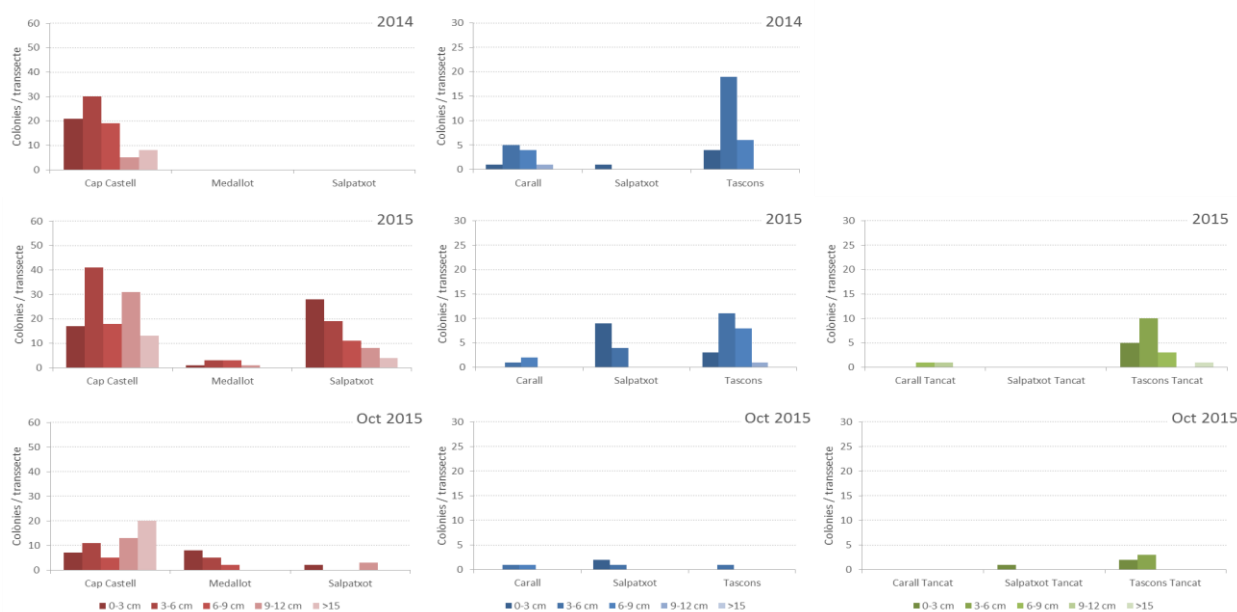 2014
60
50
40
30
20
10
0
Colònies / transsecte
Cap Castell Medallot Salpatxot
2014
30
25
20
15
10
5
0
Colònies / transsecte
Carall Salpatxot Tascons
2015
60
50
40
30
20
10
0
Colònies / transsecte
Cap Castell Medallot Salpatxot
2015
30
25
20
15
10
5
0
Colònies / transsecte
Carall Salpatxot Tascons
2015
30
25
20
15
10
5
0
Colònies / transsecte
Carall Tancat Salpatxot Tancat Tascons Tancat
Oct 2015
60
50
40
30
20
10
0
Colònies / transsecte
Cap Castell Medallot Salpatxot
0-3 cm 3-6 cm 6-9 cm 9-12 cm >15
Oct 2015
30
25
20
15
10
5
0
Colònies / transsecte
Carall Salpatxot Tascons
0-3 cm 3-6 cm 6-9 cm 9-12 cm >15
Oct 2015
30
25
20
15
10
5
0
Colònies / transsecte
Carall Tancat Salpatxot Tancat Tascons Tancat
0-3 cm 3-6 cm 6-9 cm 9-12 cm >15